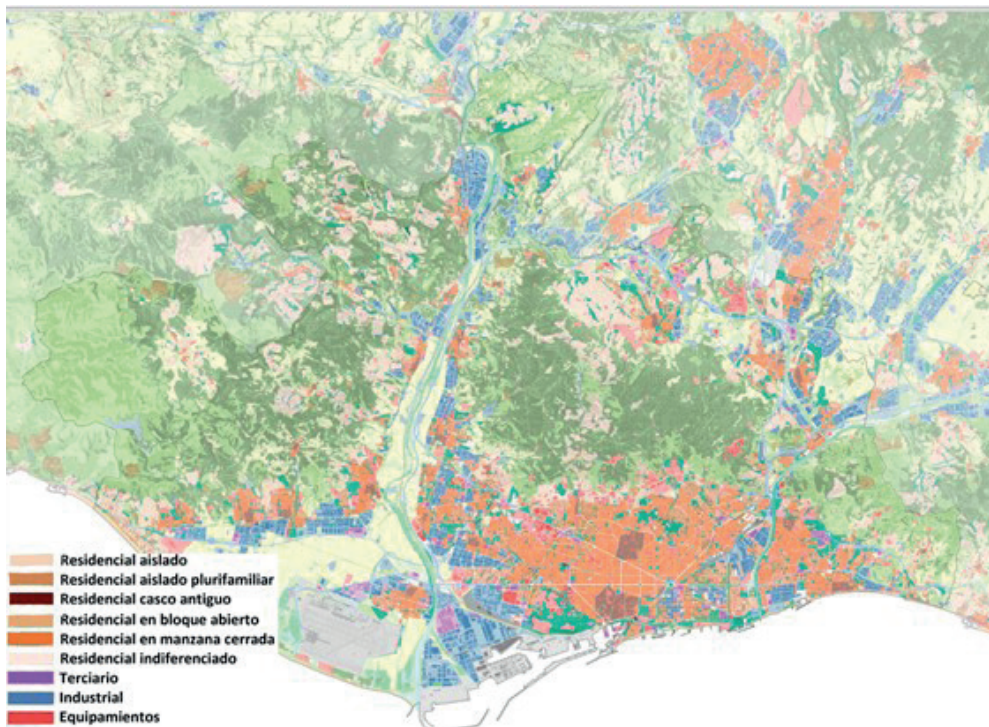 Residencial aislado
Residencial aislado plurifamiliar
Residencial casco antiguo
Residencial en bloque abierto
Residencial en manzana cerrada
Residencial indiferenciado
Terciario
Industrial
Equipamientos